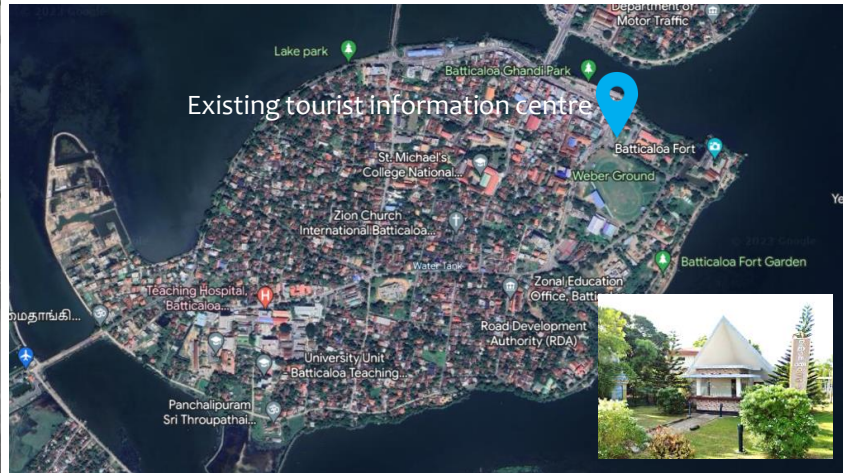 Department of
Motor Traffic
Lake park
Batticaloa Ghandi Park
Existing tourist information centre
Batticaloa Fort
St. Michael's
College National...
Weber Ground
Zion Church
International Batticaloa...
Water Tank
Batticaloa Fort Garden
Zonal Education
Office, Batti
Teaching Hospital,
Batticaloa...
மைதாங்கி...
Road Development
Authority (RDA)
University Unit
- Batticaloa Teaching...
Panchalipuram
Sri Throupathai...
Ye